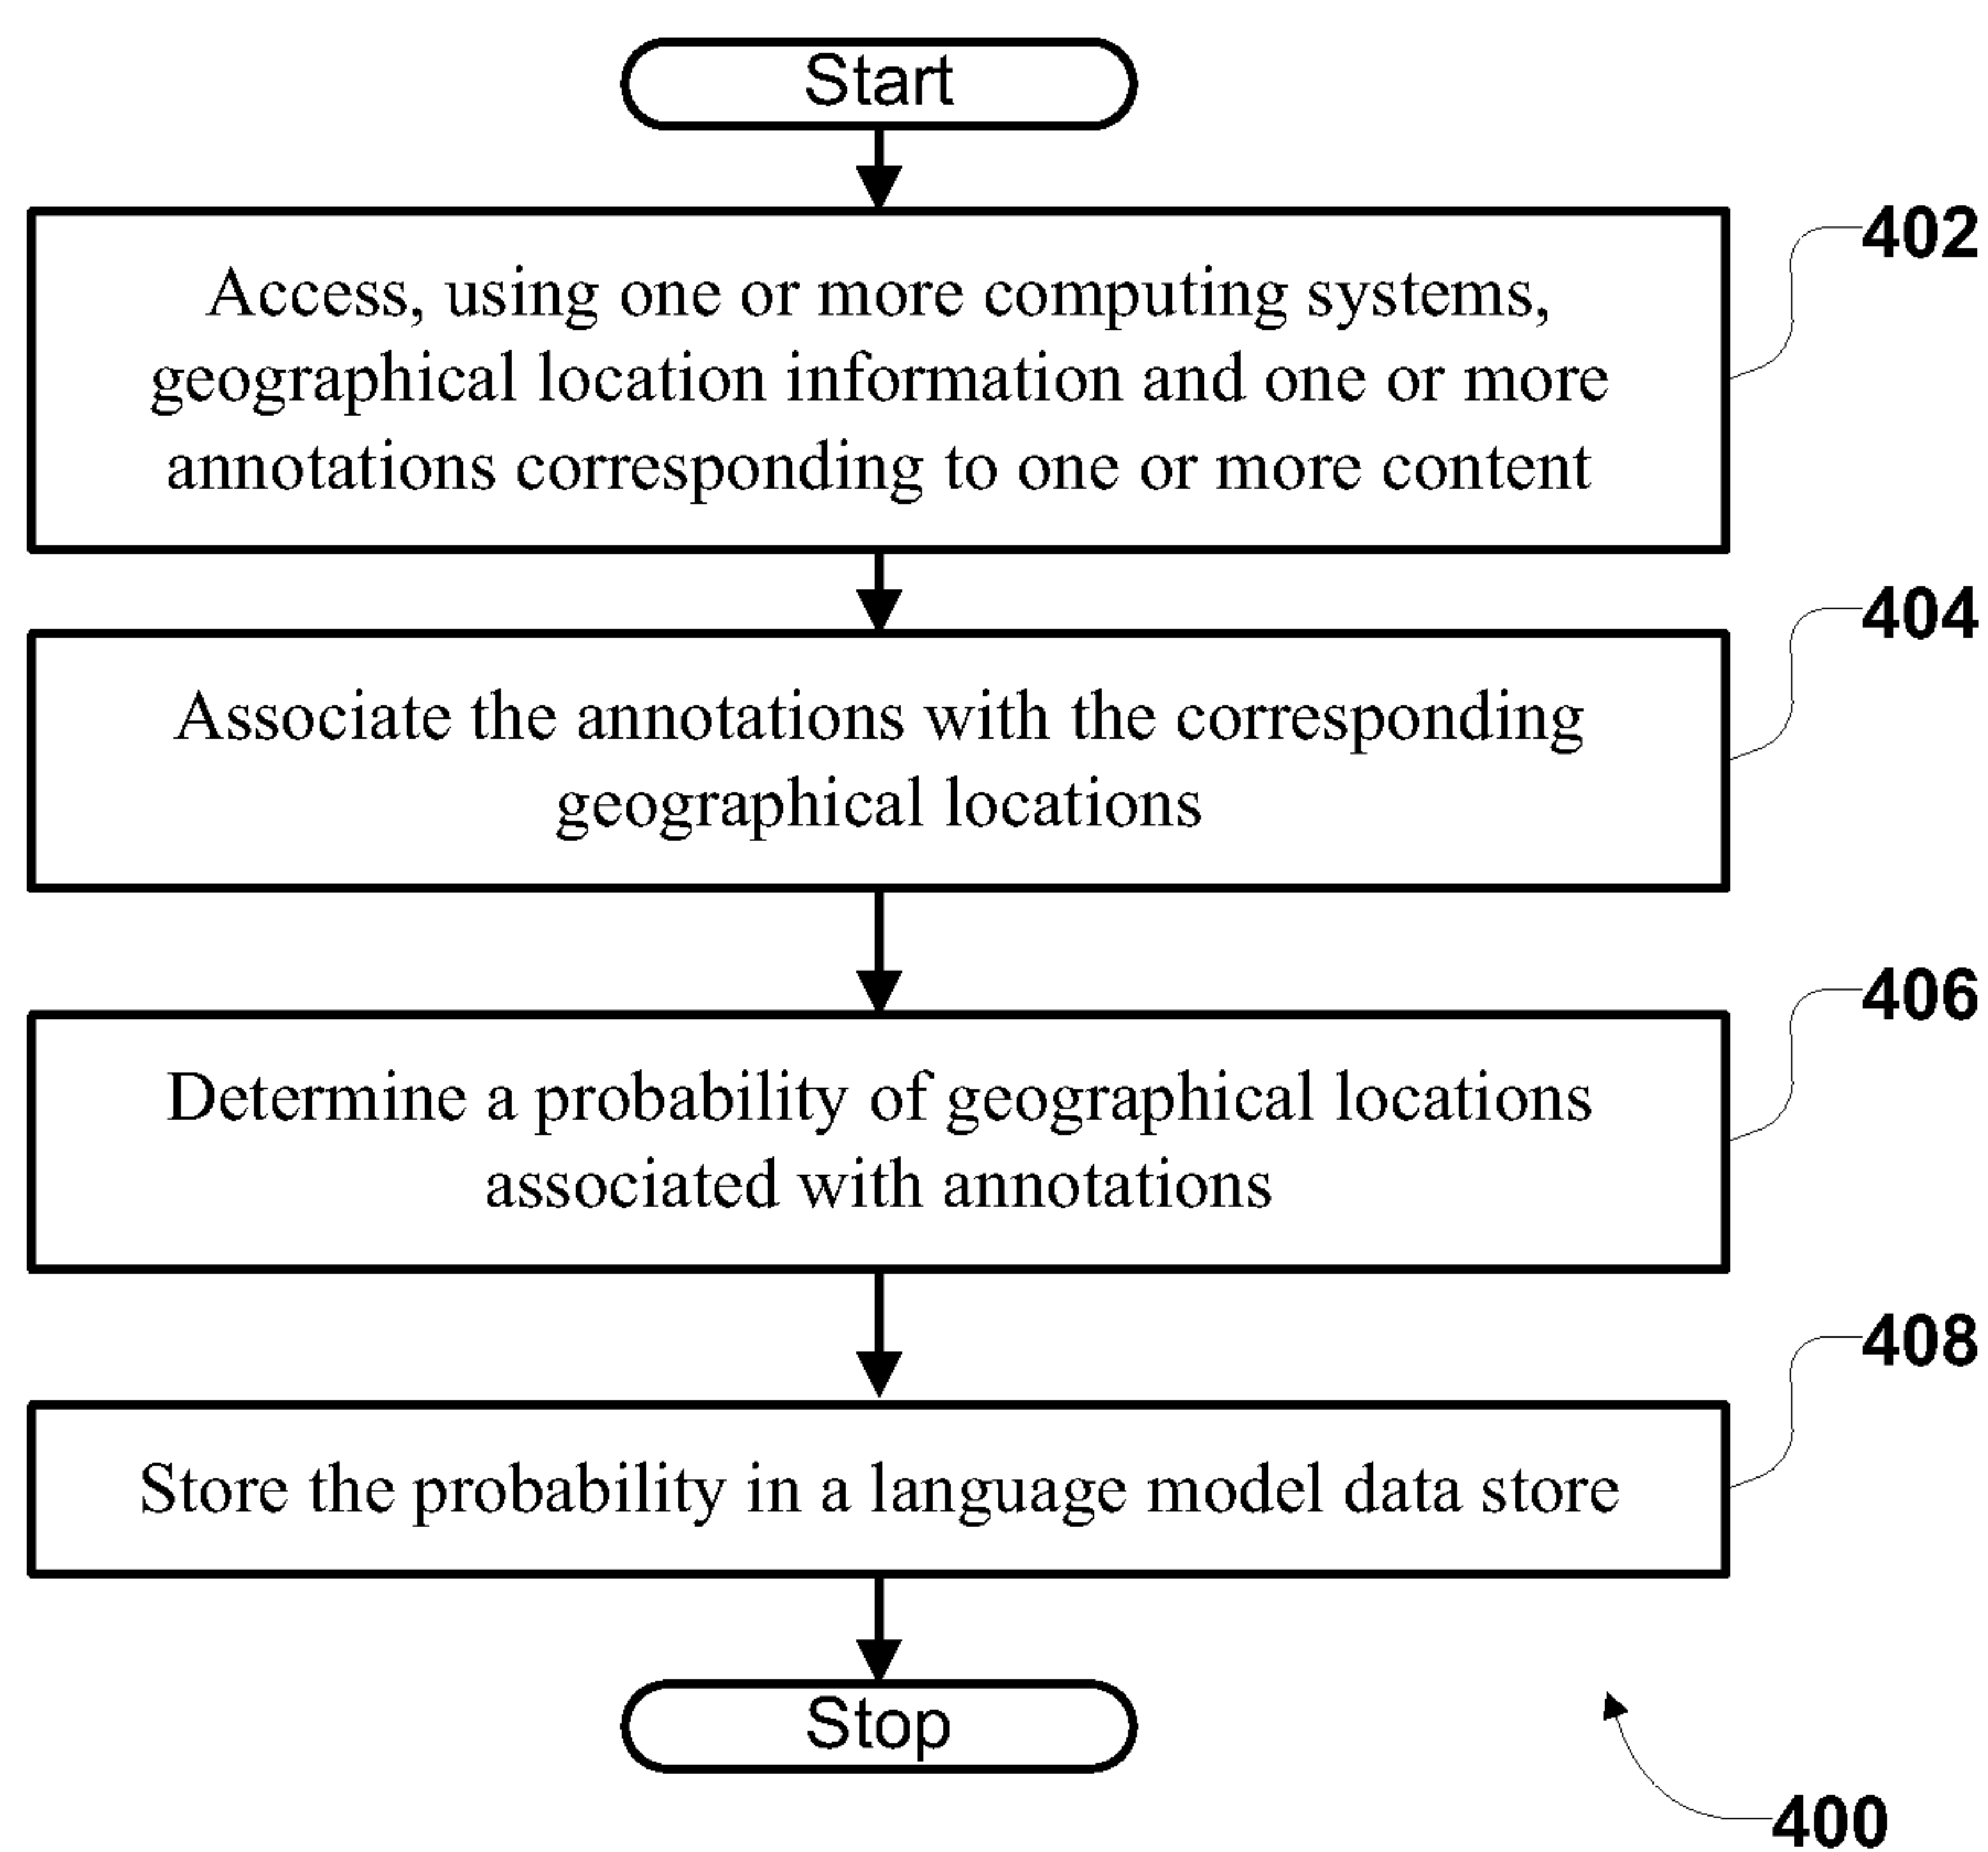 Start
402
Access, using one or more computing systems,
geographical location information and one or more
annotations corresponding to one or more content
404
Associate the annotations with the corresponding
geographical locations
406
Determine a probability of geographical locations
associated with annotations
408
Store the probability in a language model data store
Stop
400